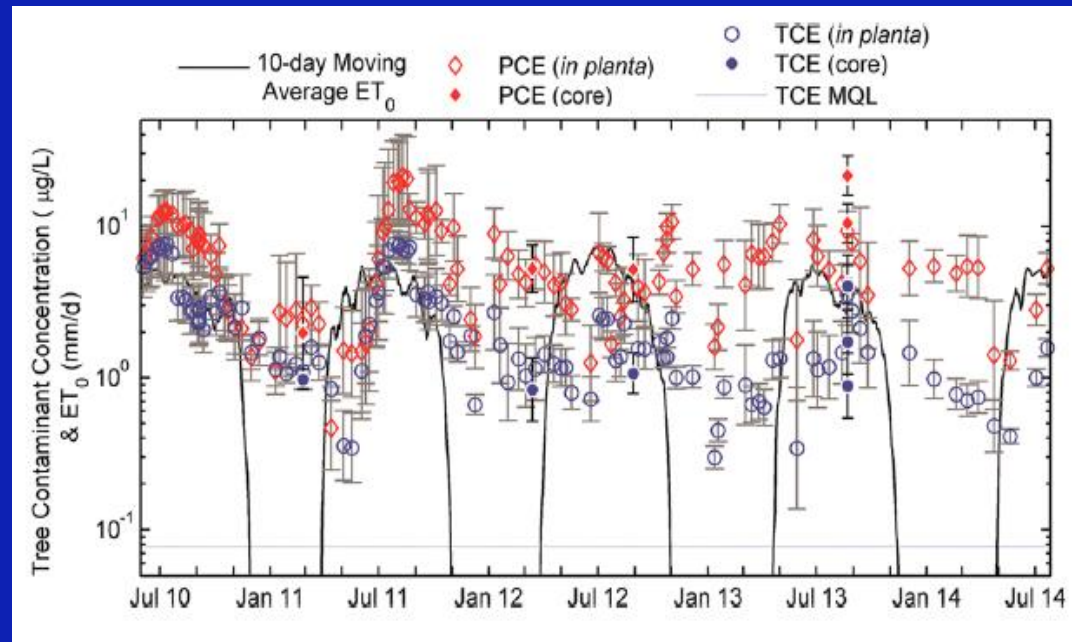 10-day Moving
Average ET0
PCE (in planta)
PCE (core)
TCE (in planta)
TCE (core)
TCE MQL
Tree Contaminant Concentration ( µg/L)
& ET0 (mm/d)
10^1
10^0
10^-1
Jul 10 Jan 11 Jul 11 Jan 12 Jul 12 Jan 13 Jul 13 Jan 14 Jul 14